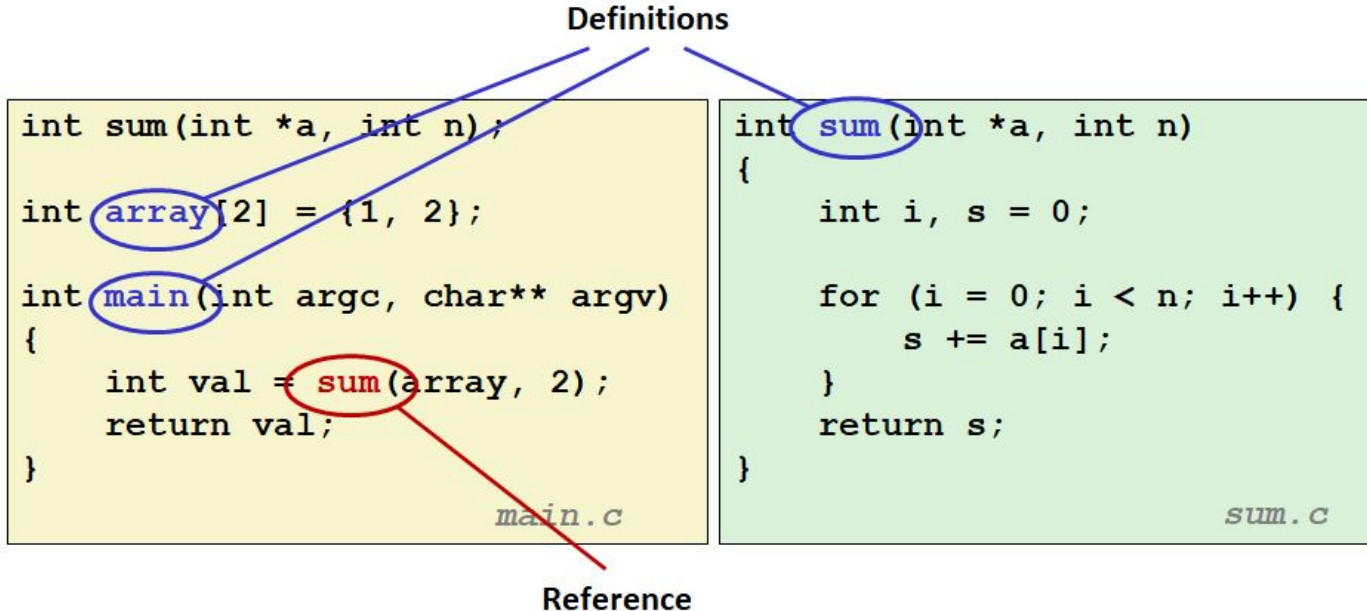 Definitions
int sum(int *a, int n);
int array[2] = {1, 2};
int main(int argc, char** argv)
{
    int val = sum(array, 2);
    return val;
}
main.c
int sum(int *a, int n)
{
    int i, s = 0;
    for (i = 0; i < n; i++) {
        s += a[i];
    }
    return s;
}
sum.c
Reference